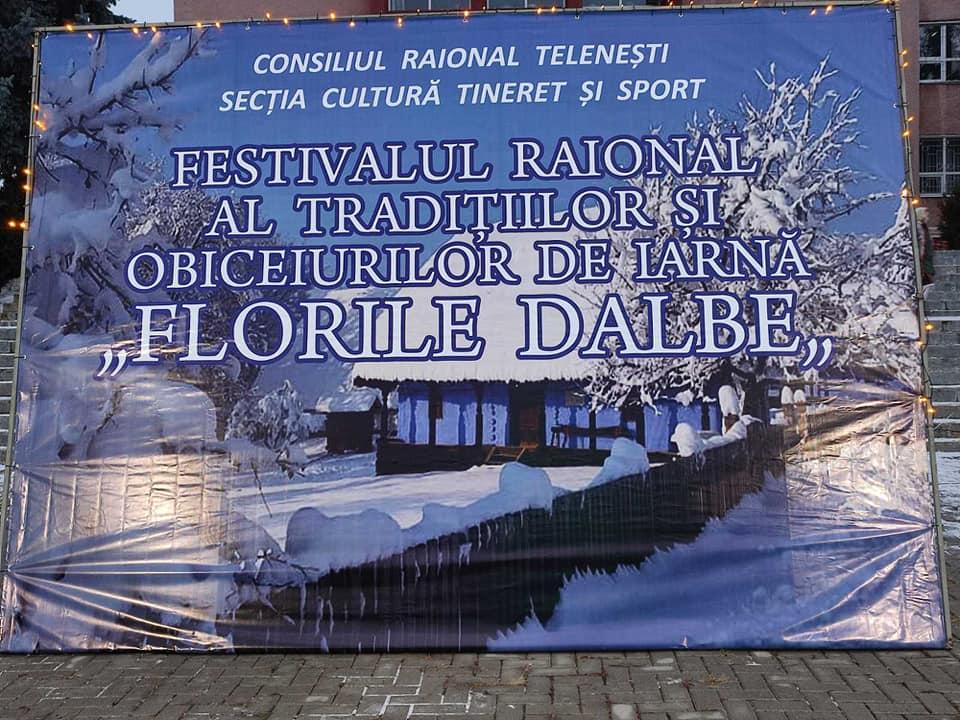 CONSILIUL RAIONAL TELENEȘTI
SECȚIA CULTURĂ TINERET ȘI SPORT
FESTIVALUL RAIONAL
AL TRADIȚIILOR ȘI
OBICEIURILOR DE IARNĂ
„FLORILE DALBE„